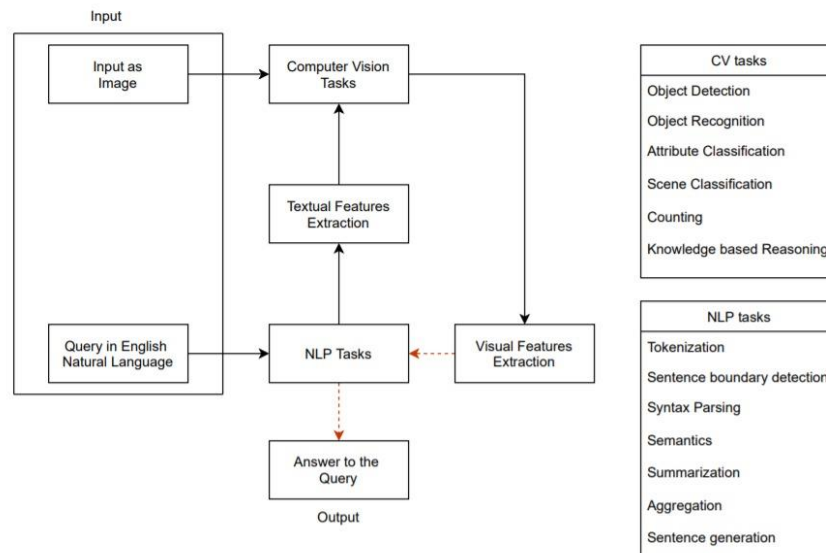 Input
Input as
Image
Computer Vision
Tasks
Textual Features
Extraction
Query in English
Natural Language
NLP Tasks
Visual Features
Extraction
Answer to the
Query
Output
CV tasks
Object Detection
Object Recognition
Attribute Classification
Scene Classification
Counting
Knowledge based Reasoning
NLP tasks
Tokenization
Sentence boundary detection
Syntax Parsing
Semantics
Summarization
Aggregation
Sentence generation